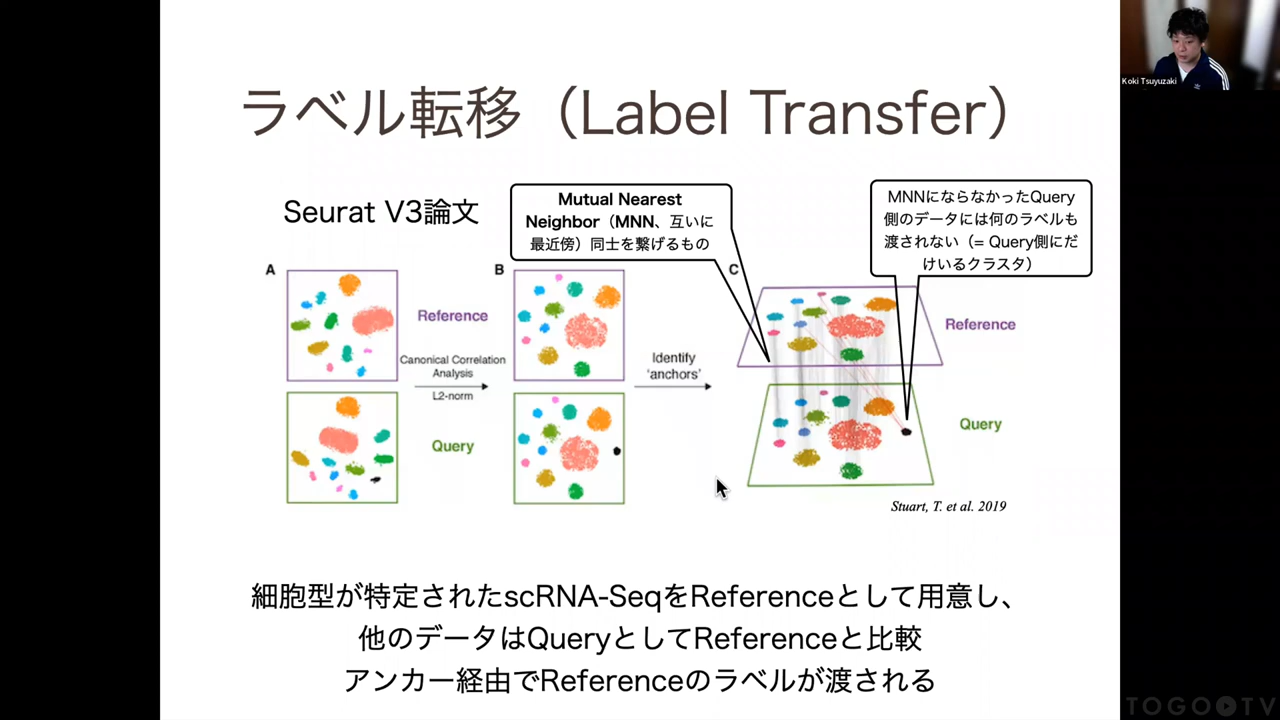 Koki Tsuyuzaki
ラベル転移（Label Transfer）
Seurat V3論文
Mutual Nearest
Neighbor（MNN、互いに
最近傍）同士を繋げるもの
MNNにならなかったQuery
側のデータには何のラベルも
渡されない（= Query側にだ
けいるクラスタ）
A
B
C
Reference
Canonical Correlation
Analysis
L2-norm
Query
Identify
‘anchors’
Reference
Query
Stuart, T. et al. 2019
細胞型が特定されたscRNA-SeqをReferenceとして用意し、
他のデータはQueryとしてReferenceと比較
アンカー経由でReferenceのラベルが渡される
TOGO TV